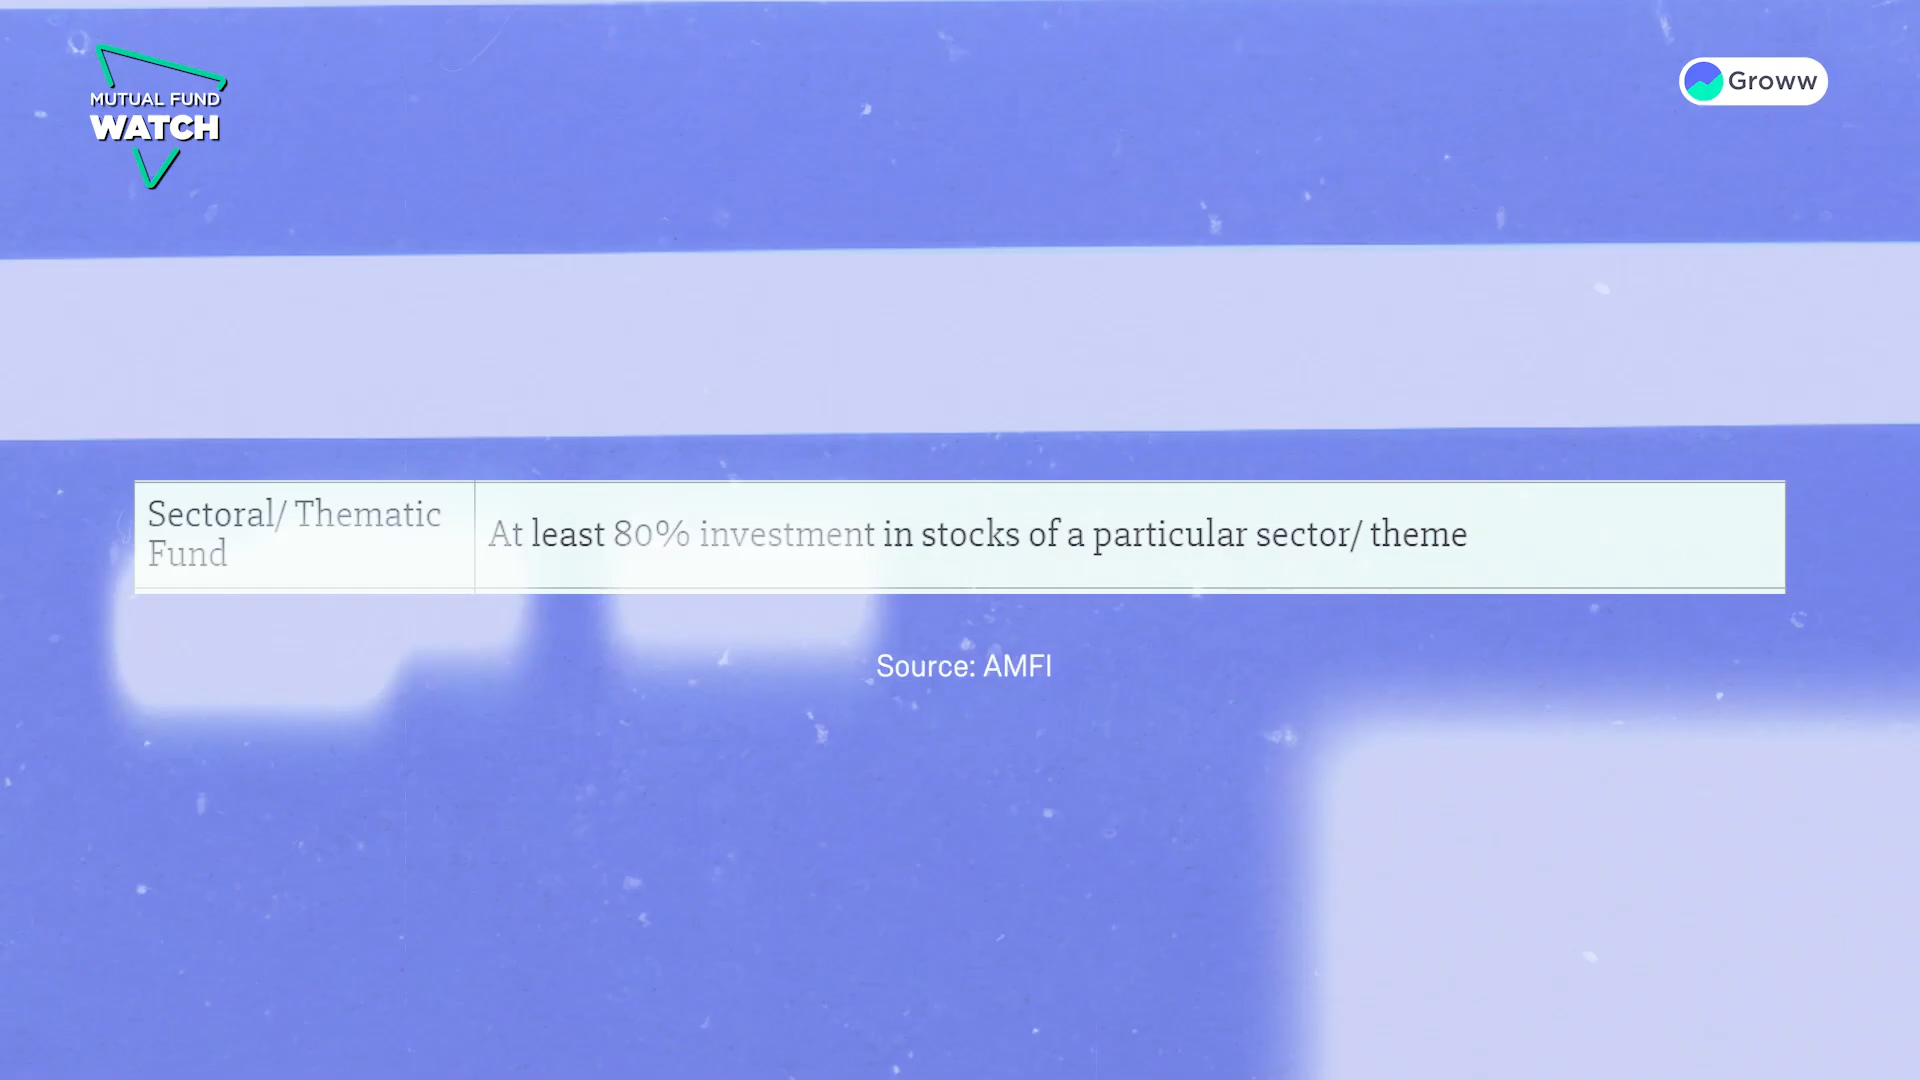 MUTUAL FUND
WATCH
Groww
Sectoral/ Thematic
Fund
At least 80% investment in stocks of a particular sector/ theme
Source: AMFI